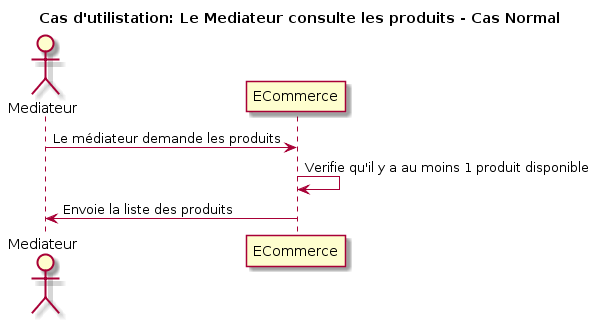 Cas d'utilistation: Le Mediateur consulte les produits - Cas Normal
Mediateur
ECommerce
Le médiateur demande les produits
Verifie qu'il y a au moins 1 produit disponible
Envoie la liste des produits
Mediateur
ECommerce